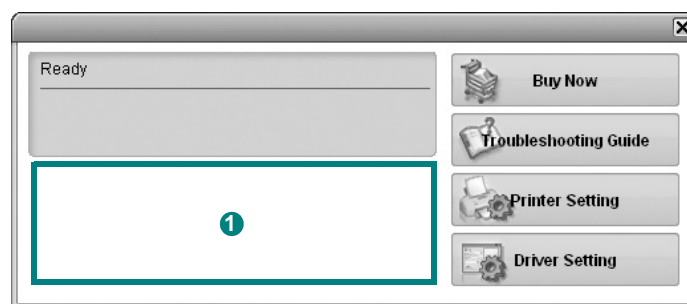 Ready
1
Buy Now
Troubleshooting Guide
Printer Setting
Driver Setting